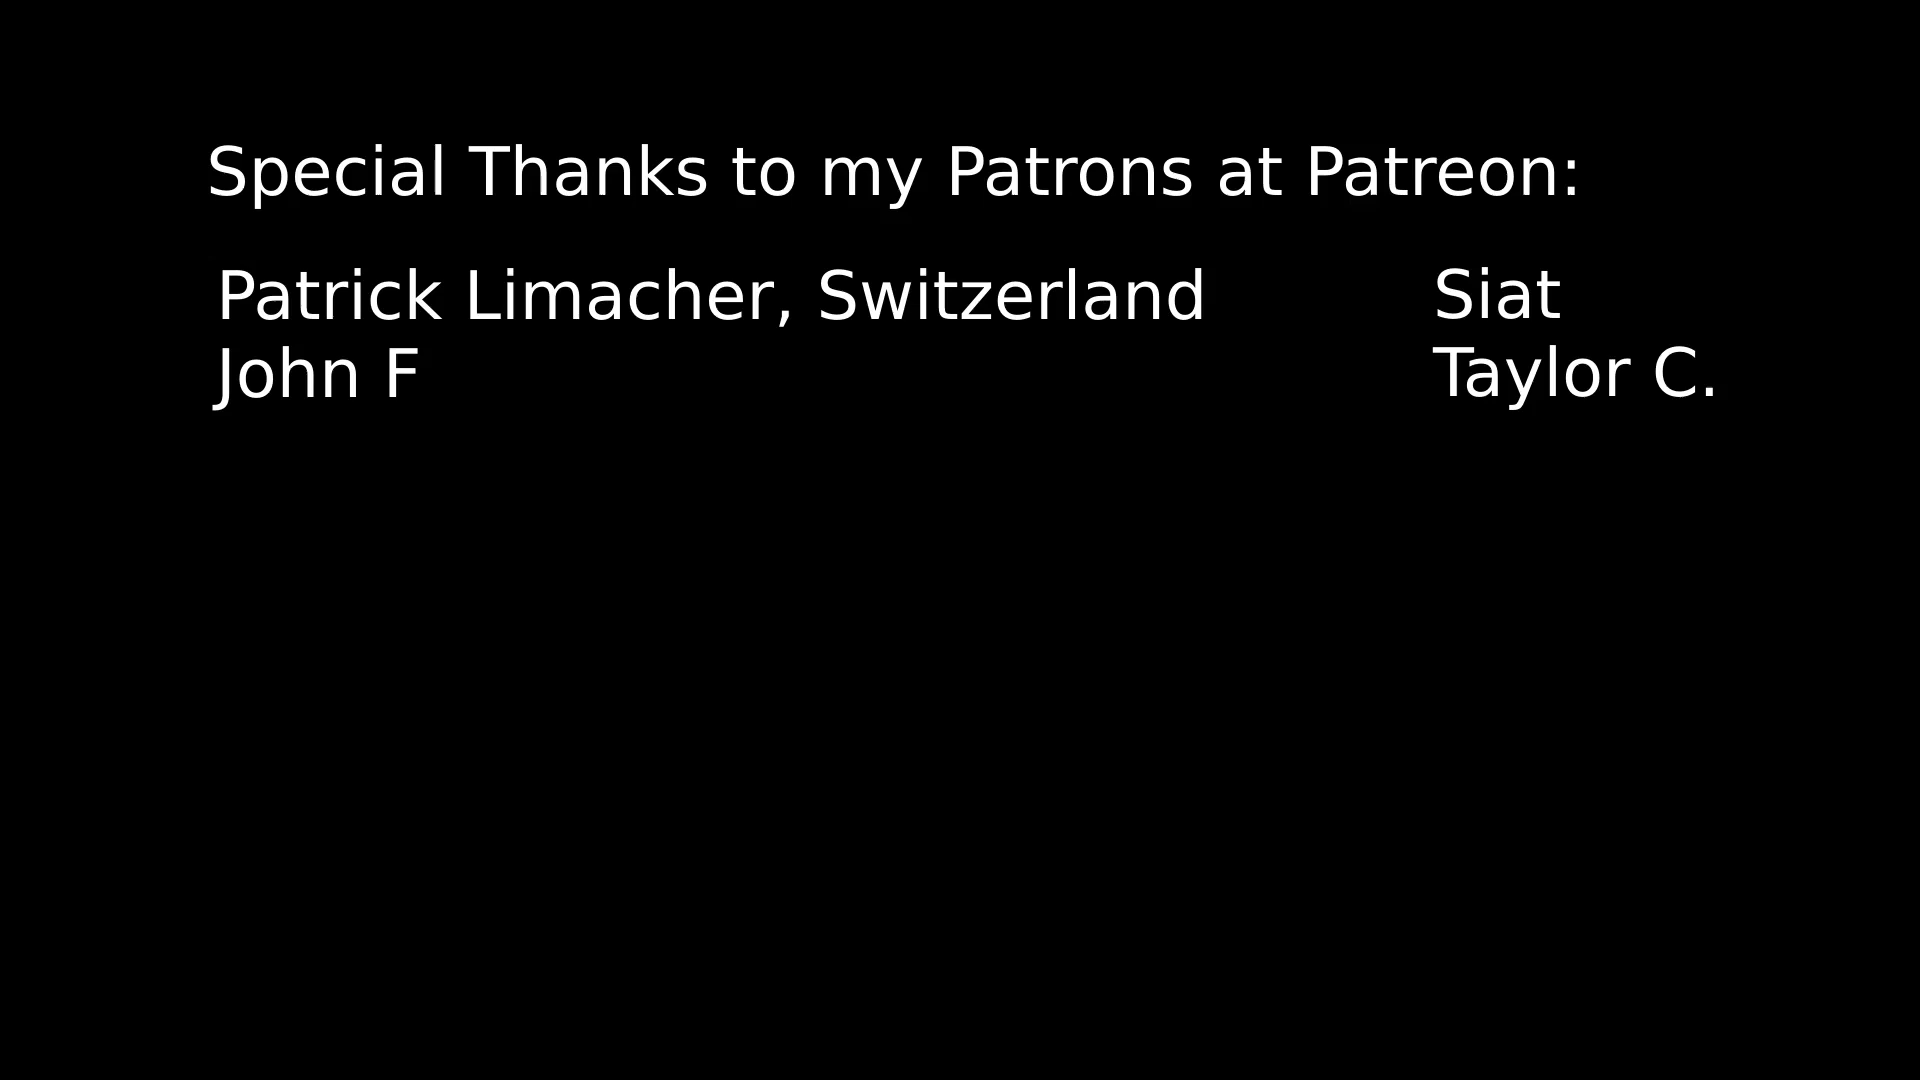 Special Thanks to my Patrons at Patreon:
Patrick Limacher, Switzerland
John F
Siat
Taylor C.